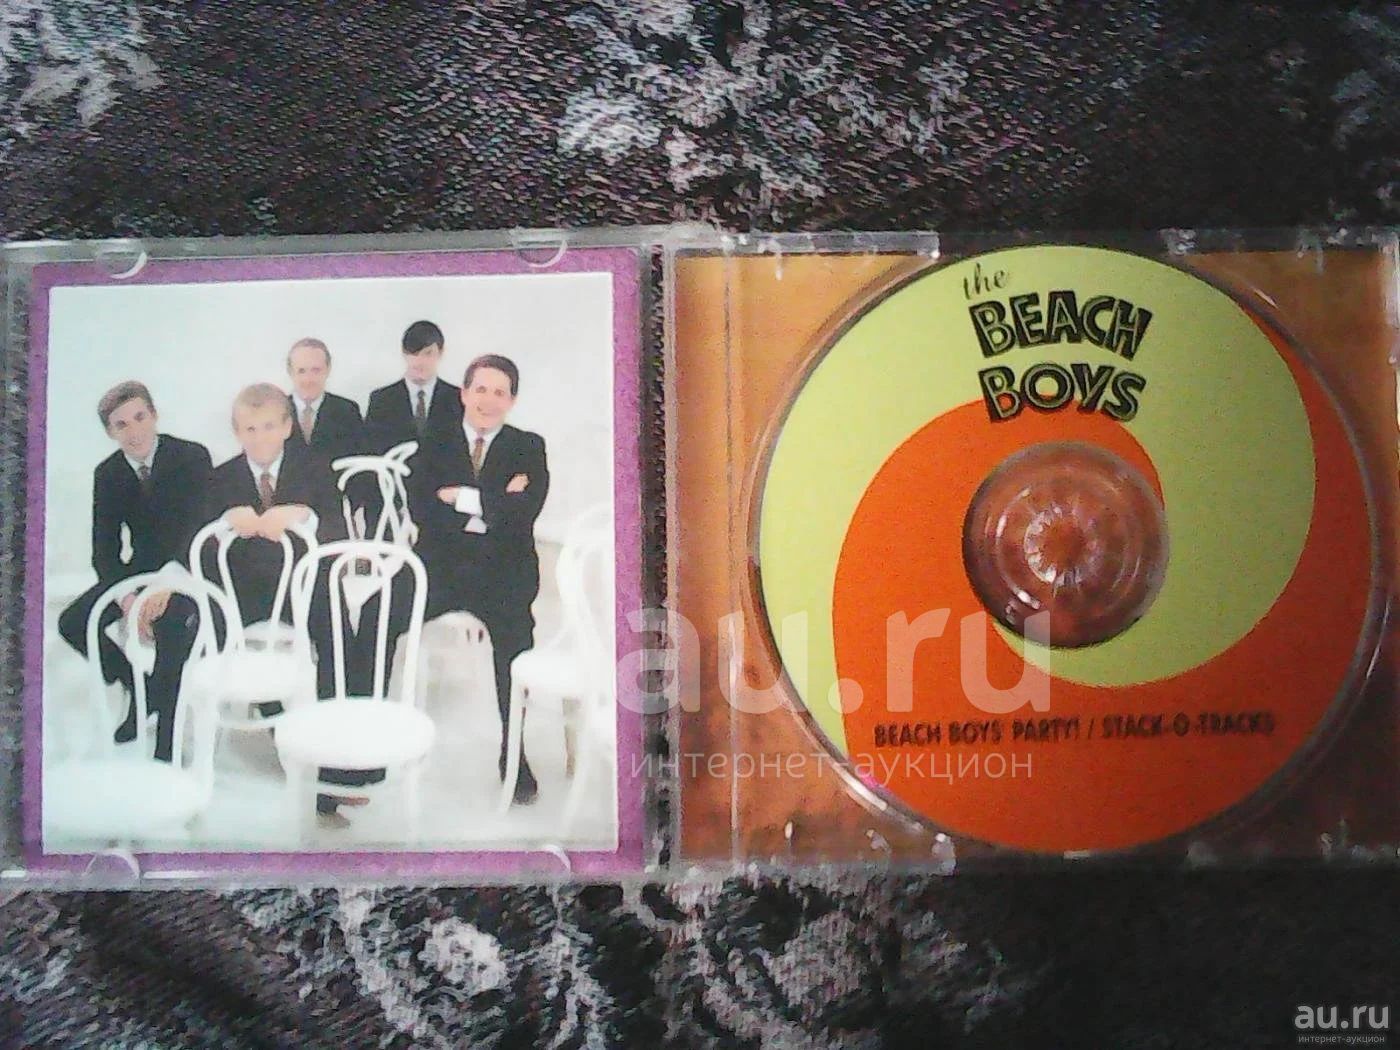 the
BEACH
BOYS
BEACH BOYS' PARTY! / STACK-O-TRACKS
au.ru
интернет-аукцион
au.ru
интернет-аукцион